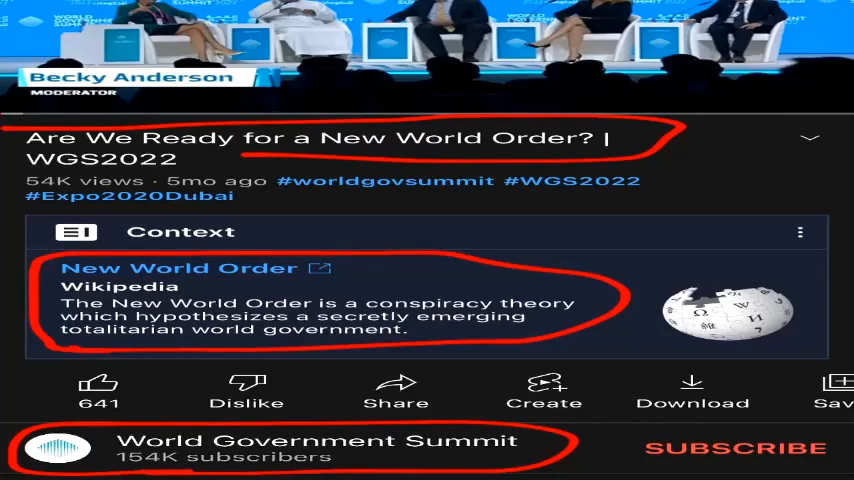 Becky Anderson
MODERATOR
Are We Ready for a New World Order? |
WGS2022
54K views · 5mo ago #worldgovsummit #WGS2022
#Expo2020Dubai
Context
New World Order
Wikipedia
The New World Order is a conspiracy theory
which hypothesizes a secretly emerging
totalitarian world government.
641
Dislike
Share
Create
Download
Sav
World Government Summit
154K subscribers
SUBSCRIBE